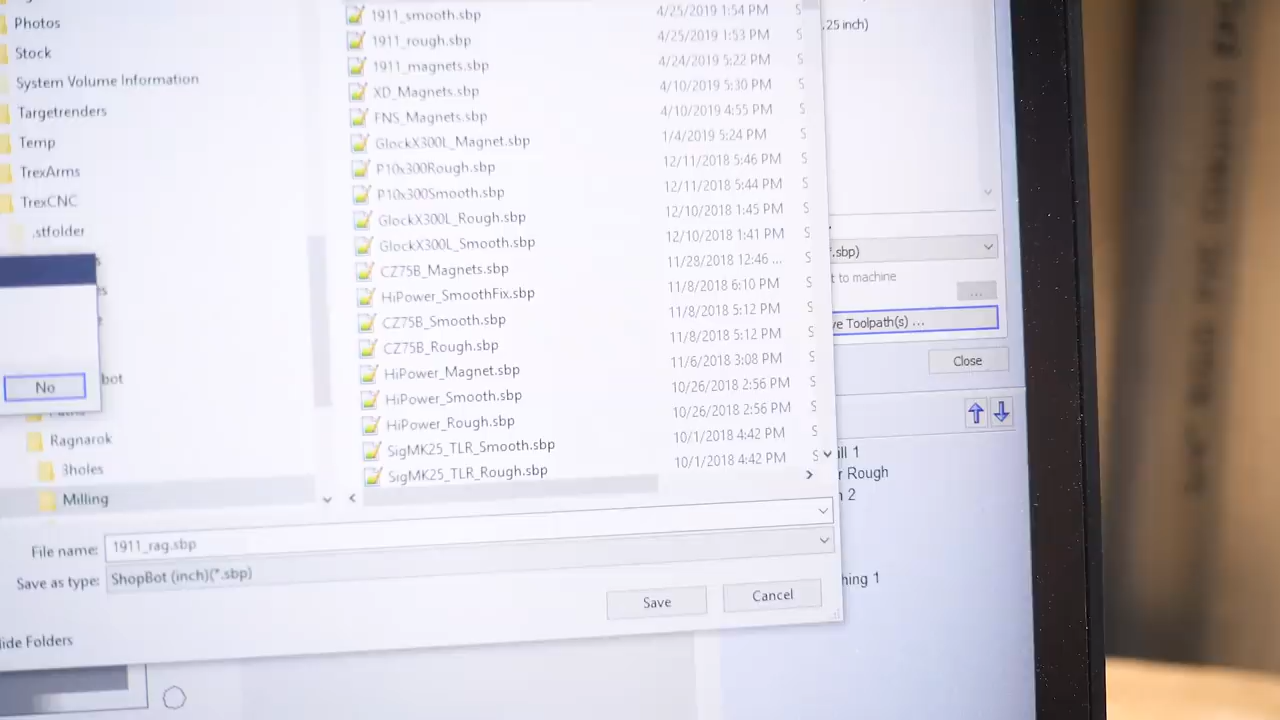 Photos
Stock
System Volume Information
Targetrenders
Temp
TrexArms
TrexCNC
.stfolder
No
bot
Ragnarok
3holes
Milling
1911_smooth.sbp 4/25/2019 1:54 PM S
1911_rough.sbp 4/25/2019 1:53 PM S
1911_magnets.sbp 4/24/2019 5:22 PM S
XD_Magnets.sbp 4/10/2019 5:30 PM S
FNS_Magnets.sbp 4/10/2019 4:55 PM S
GlockX300L_Magnet.sbp 1/4/2019 5:24 PM S
P10x300Rough.sbp 12/11/2018 5:46 PM S
P10x300Smooth.sbp 12/11/2018 5:44 PM S
GlockX300L_Rough.sbp 12/10/2018 1:45 PM S
GlockX300L_Smooth.sbp 12/10/2018 1:41 PM S
CZ75B_Magnets.sbp 11/28/2018 12:46 ... S
HiPower_SmoothFix.sbp 11/8/2018 6:10 PM S
CZ75B_Smooth.sbp 11/8/2018 5:12 PM S
CZ75B_Rough.sbp 11/8/2018 5:12 PM S
HiPower_Magnet.sbp 11/6/2018 3:08 PM S
HiPower_Smooth.sbp 10/26/2018 2:56 PM S
HiPower_Rough.sbp 10/26/2018 2:56 PM S
SigMK25_TLR_Smooth.sbp 10/1/2018 4:42 PM S
SigMK25_TLR_Rough.sbp 10/1/2018 4:42 PM S
File name: 1911_rag.sbp
Save as type: ShopBot (inch)(*.sbp)
Save Cancel
ide Folders
.25 inch)
.sbp)
t to machine
...
e Toolpath(s) ...
Close
ill 1
r Rough
2
hing 1